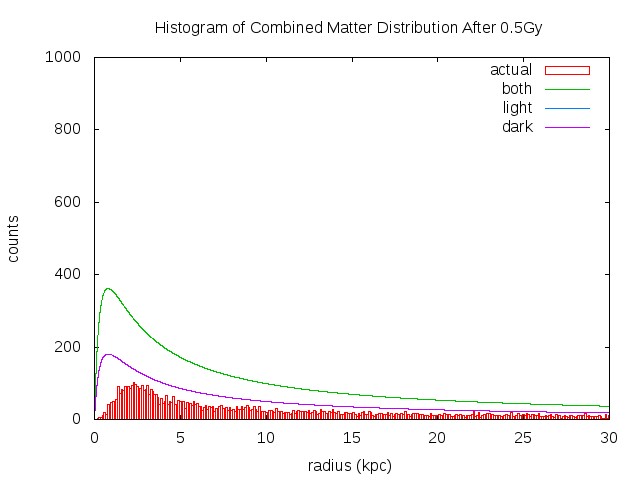 Histogram of Combined Matter Distribution After 0.5Gy
1000
800
600
400
200
0
counts
actual
both
light
dark
0 5 10 15 20 25 30
radius (kpc)